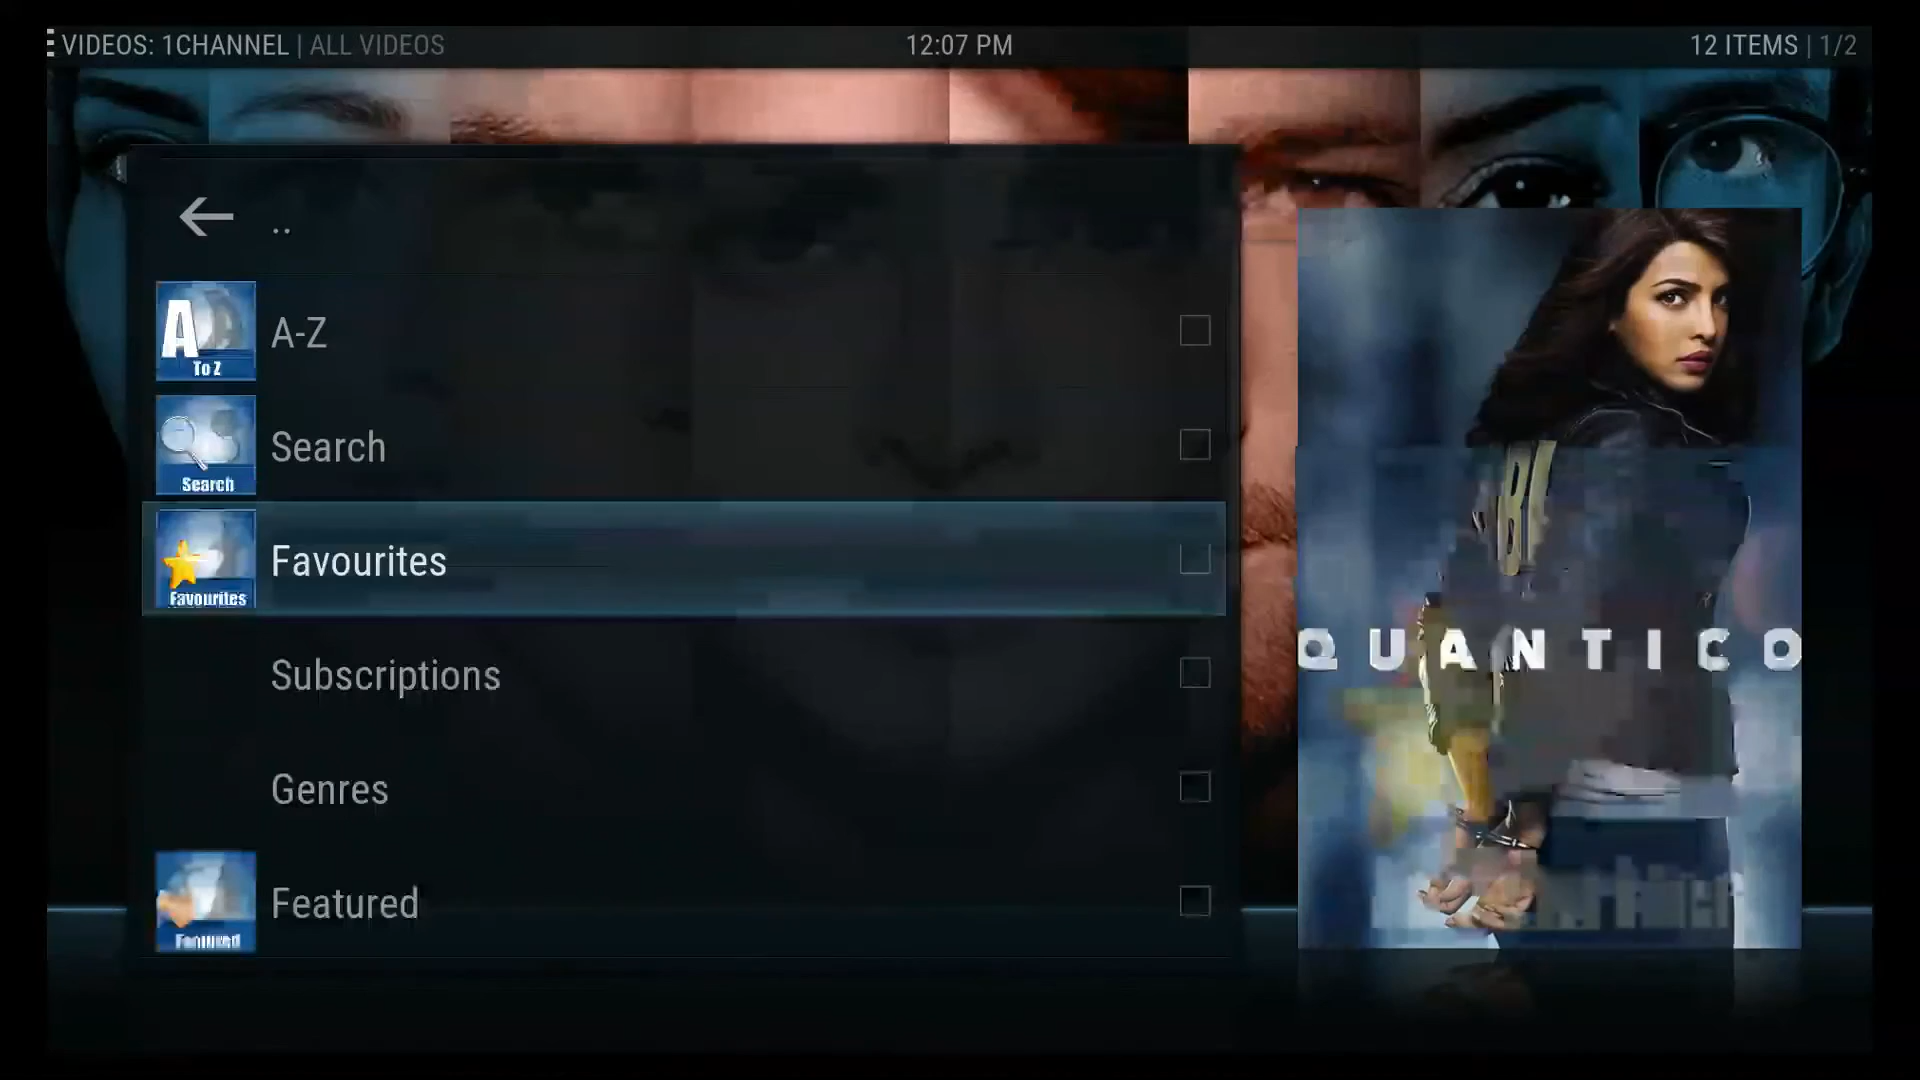 VIDEOS: 1CHANNEL | ALL VIDEOS
12:07 PM
12 ITEMS | 1/2
..
A To Z
A-Z
Search
Search
Favourites
Favourites
Subscriptions
Genres
Featured
Featured
QUANTICO